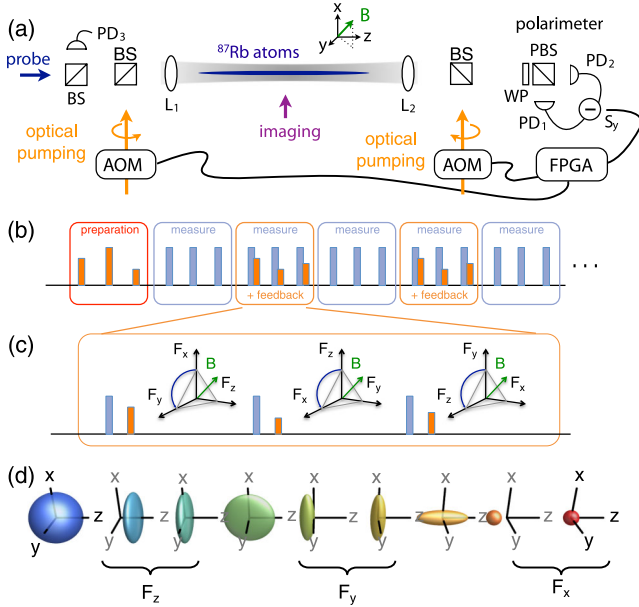 (a)
x
B
y
z
polarimeter
PD3
BS
⁸⁷Rb atoms
BS
PBS
PD2
probe
BS
L1
L2
WP
PD1
Sy
optical
pumping
imaging
optical
pumping
AOM
AOM
FPGA
(b)
preparation
measure
measure
measure
measure
measure
+ feedback
+ feedback
. . .
(c)
Fx
B
Fz
Fy
Fz
B
Fy
Fx
Fy
B
Fx
Fz
(d)
x
z
y
x
z
y
x
z
y
x
z
y
x
z
y
x
z
y
x
z
y
x
z
y
x
z
y
Fz
Fy
Fx